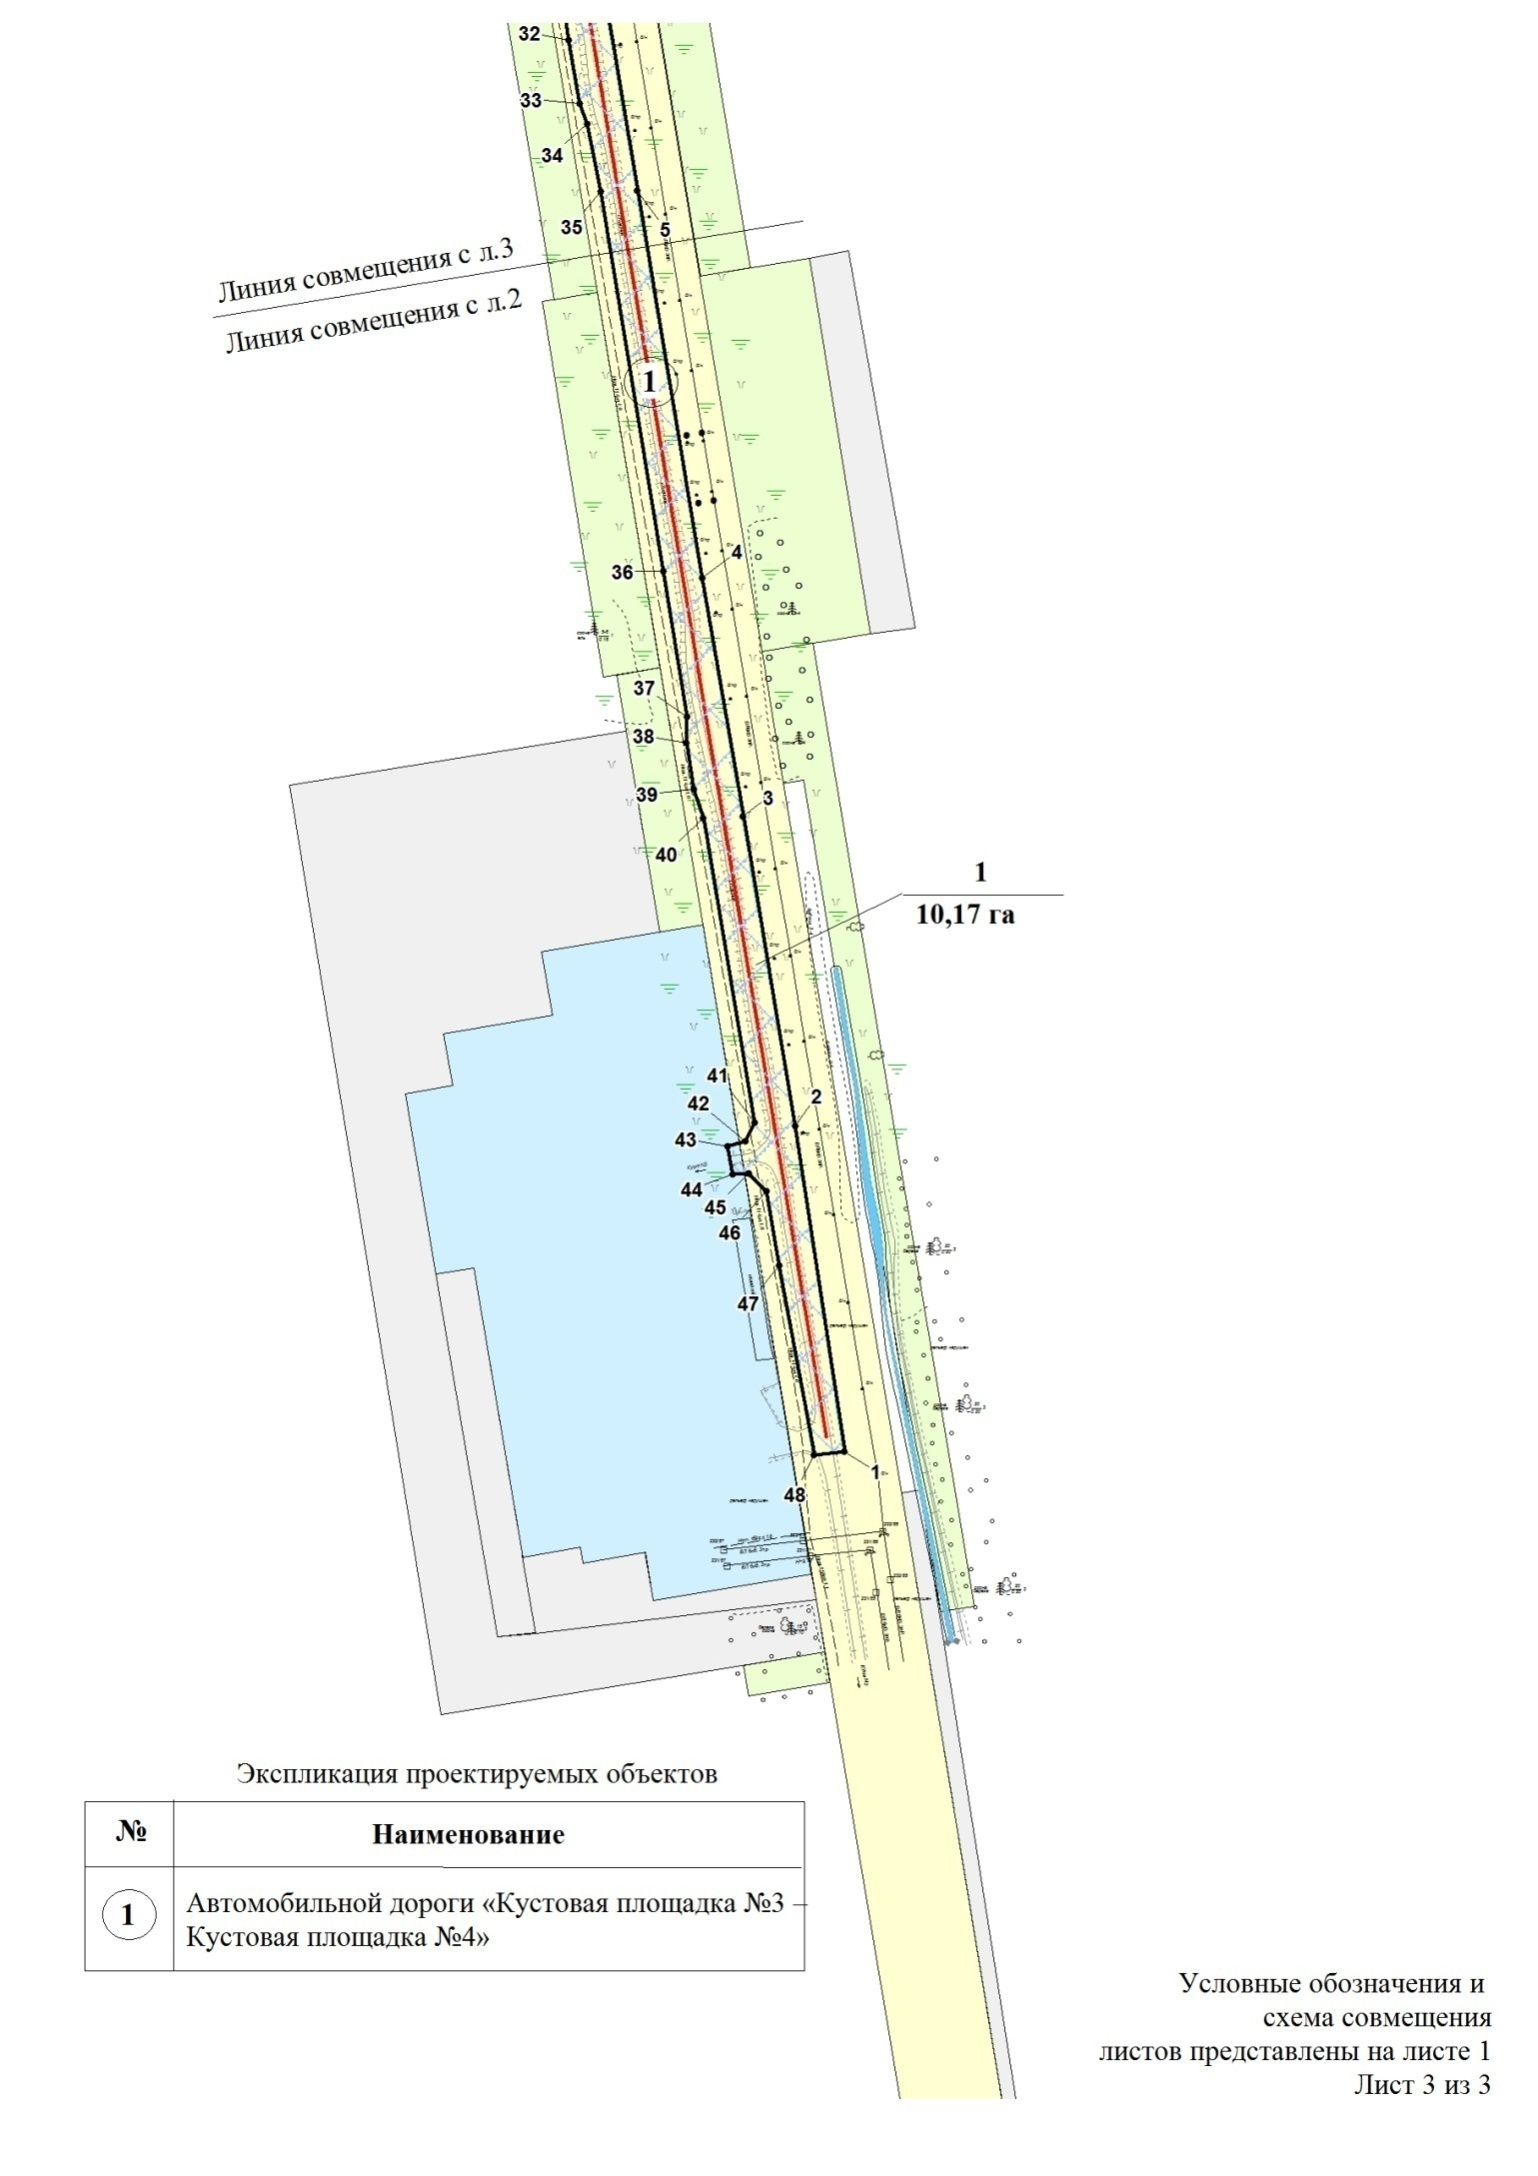 32
33
34
35
5
Линия совмещения с л.3
Линия совмещения с л.2
1
4
36
37
38
39
3
40
1
10,17 га
41
42
2
43
44
45
46
47
1
48
Экспликация проектируемых объектов
№
Наименование
1
Автомобильной дороги «Кустовая площадка №3 –
Кустовая площадка №4»
Условные обозначения и
схема совмещения
листов представлены на листе 1
Лист 3 из 3